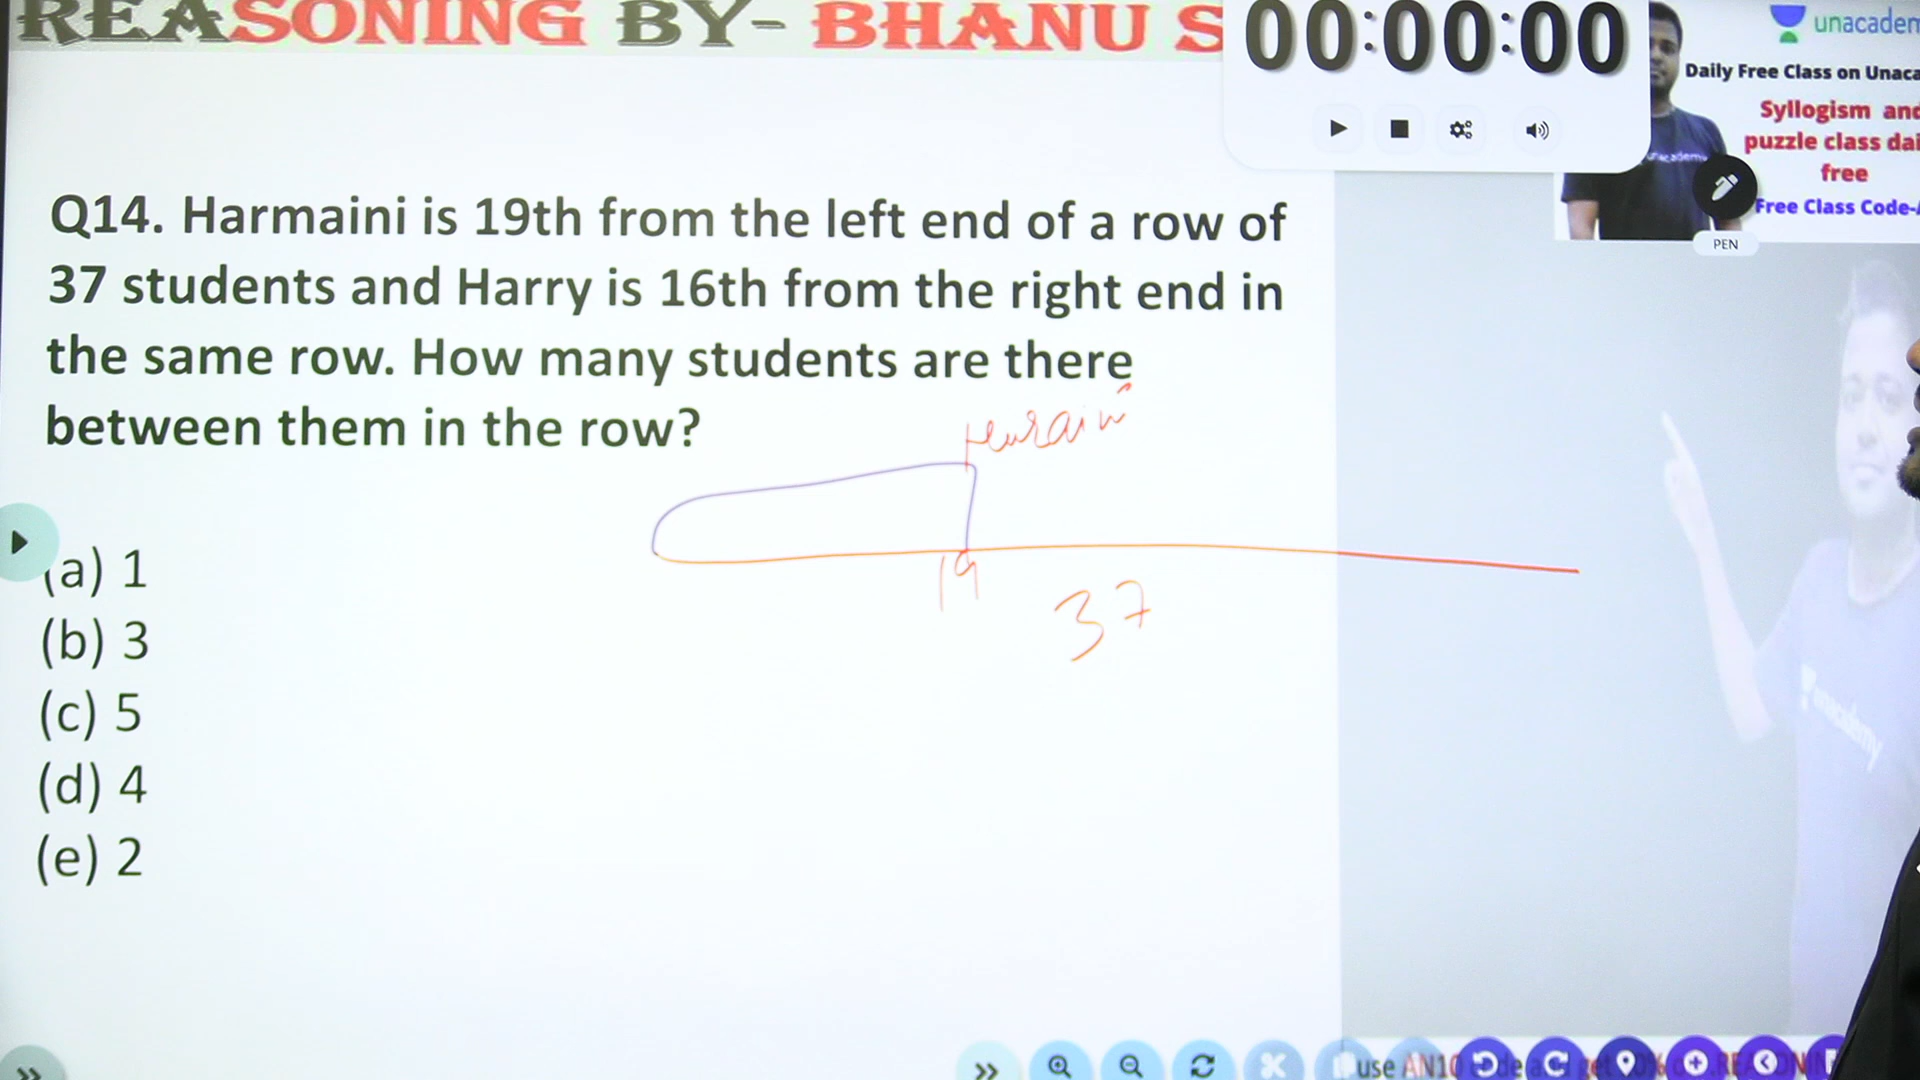 REASONING BY- BHANU S
00:00:00
unacadem
Daily Free Class on Unaca
Syllogism and
puzzle class dai
free
Free Class Code-
PEN
Q14. Harmaini is 19th from the left end of a row of
37 students and Harry is 16th from the right end in
the same row. How many students are there
between them in the row?
19
37
(a) 1
(b) 3
(c) 5
(d) 4
(e) 2
unacademy
use AN10